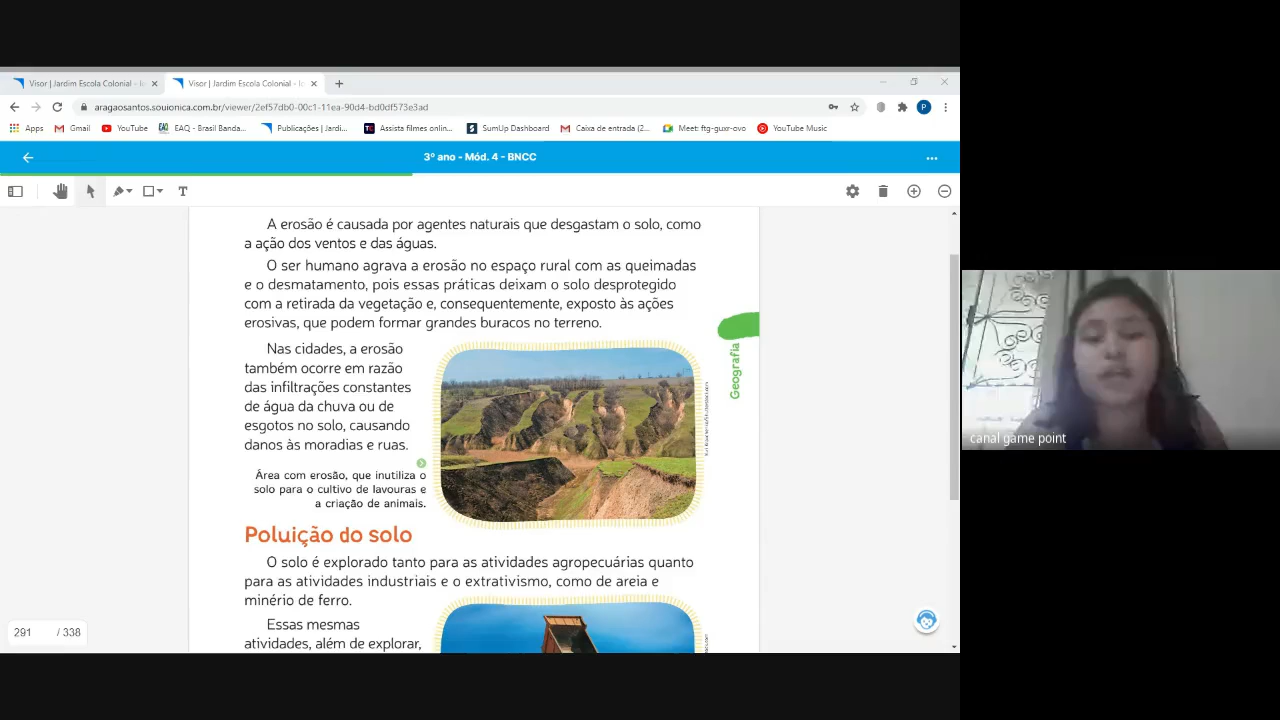 Visor | Jardim Escola Colonial - Io
Visor | Jardim Escola Colonial - Io
aragaosantos.souionica.com.br/viewer/2ef57db0-00c1-11ea-90d4-bd0df573e3ad
P
Apps
Gmail
YouTube
EAQ - Brasil Banda...
Publicações | Jardi...
Assista filmes onlin...
SumUp Dashboard
Caixa de entrada (2...
Meet: ftg-guxr-ovo
YouTube Music
3º ano - Mód. 4 - BNCC
T
A erosão é causada por agentes naturais que desgastam o solo, como
a ação dos ventos e das águas.
O ser humano agrava a erosão no espaço rural com as queimadas
e o desmatamento, pois essas práticas deixam o solo desprotegido
com a retirada da vegetação e, consequentemente, exposto às ações
erosivas, que podem formar grandes buracos no terreno.
Nas cidades, a erosão
também ocorre em razão
das infiltrações constantes
de água da chuva ou de
esgotos no solo, causando
danos às moradias e ruas.
Área com erosão, que inutiliza o
solo para o cultivo de lavouras e
a criação de animais.
Geografia
Poluição do solo
O solo é explorado tanto para as atividades agropecuárias quanto
para as atividades industriais e o extrativismo, como de areia e
minério de ferro.
Essas mesmas
atividades, além de explorar,
291 / 338
canal game point